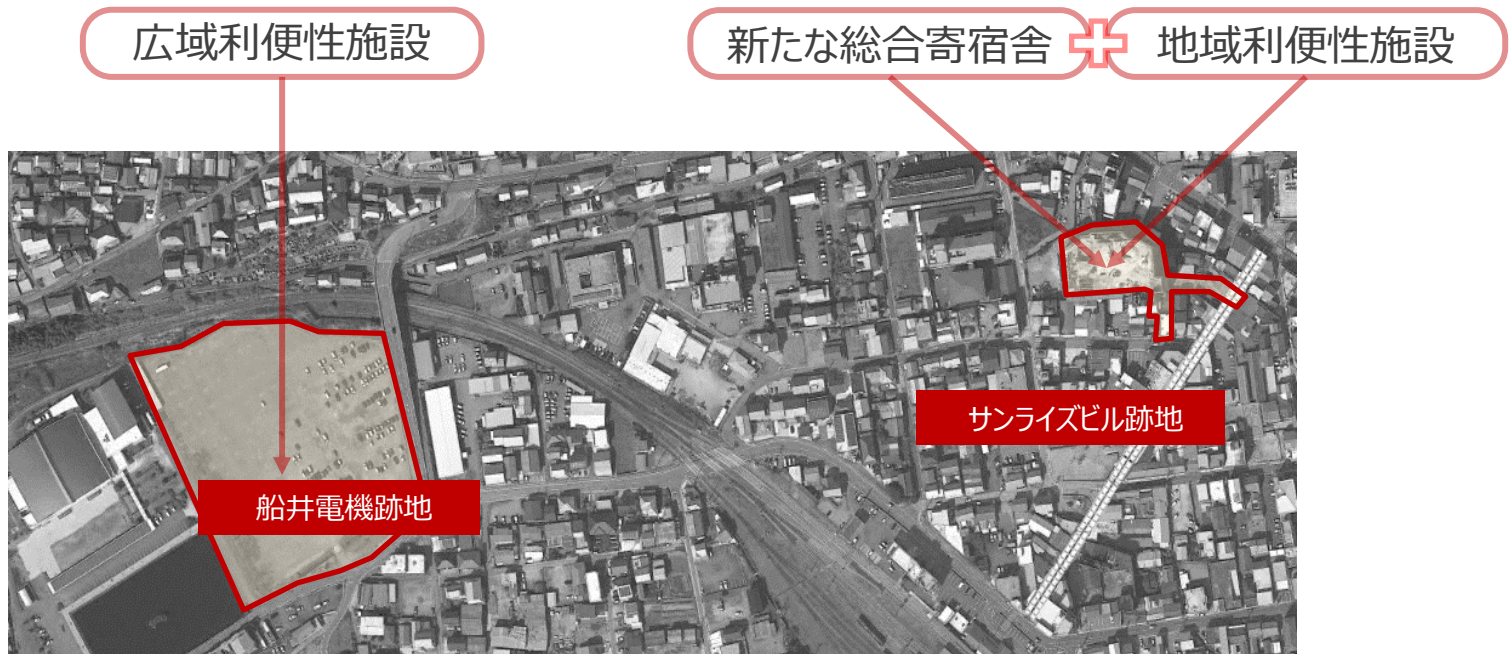 広域利便性施設
新たな総合寄宿舎
地域利便性施設
サンライズビル跡地
船井電機跡地